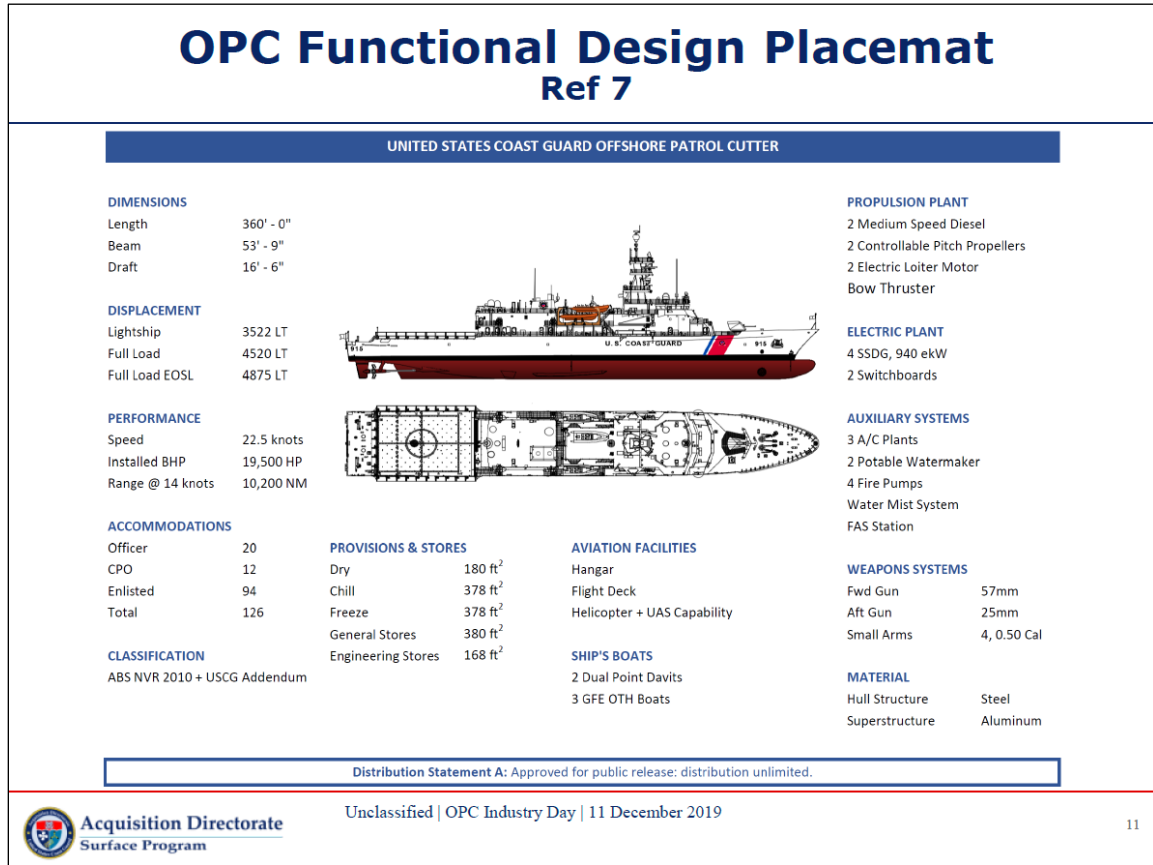 OPC Functional Design Placemat
Ref 7
UNITED STATES COAST GUARD OFFSHORE PATROL CUTTER
DIMENSIONS
Length 360' - 0"
Beam 53' - 9"
Draft 16' - 6"
DISPLACEMENT
Lightship 3522 LT
Full Load 4520 LT
Full Load EOSL 4875 LT
PERFORMANCE
Speed 22.5 knots
Installed BHP 19,500 HP
Range @ 14 knots 10,200 NM
ACCOMMODATIONS
Officer 20
CPO 12
Enlisted 94
Total 126
CLASSIFICATION
ABS NVR 2010 + USCG Addendum
915
U.S. COAST GUARD
915
PROVISIONS & STORES
Dry 180 ft²
Chill 378 ft²
Freeze 378 ft²
General Stores 380 ft²
Engineering Stores 168 ft²
AVIATION FACILITIES
Hangar
Flight Deck
Helicopter + UAS Capability
SHIP'S BOATS
2 Dual Point Davits
3 GFE OTH Boats
PROPULSION PLANT
2 Medium Speed Diesel
2 Controllable Pitch Propellers
2 Electric Loiter Motor
Bow Thruster
ELECTRIC PLANT
4 SSDG, 940 ekW
2 Switchboards
AUXILIARY SYSTEMS
3 A/C Plants
2 Potable Watermaker
4 Fire Pumps
Water Mist System
FAS Station
WEAPONS SYSTEMS
Fwd Gun 57mm
Aft Gun 25mm
Small Arms 4, 0.50 Cal
MATERIAL
Hull Structure Steel
Superstructure Aluminum
Distribution Statement A: Approved for public release: distribution unlimited.
Acquisition Directorate
Surface Program
Unclassified | OPC Industry Day | 11 December 2019
11